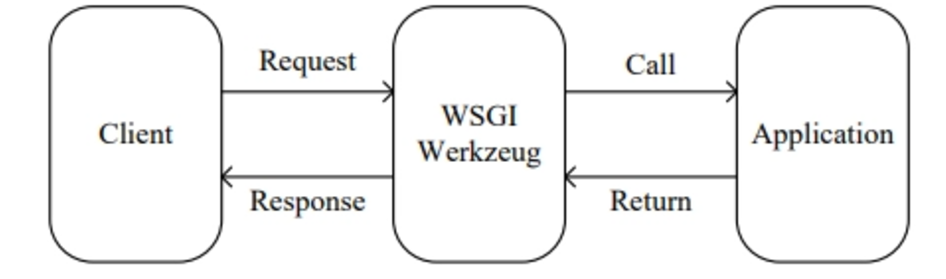 Request
Call
Client
WSGI
Werkzeug
Application
Response
Return